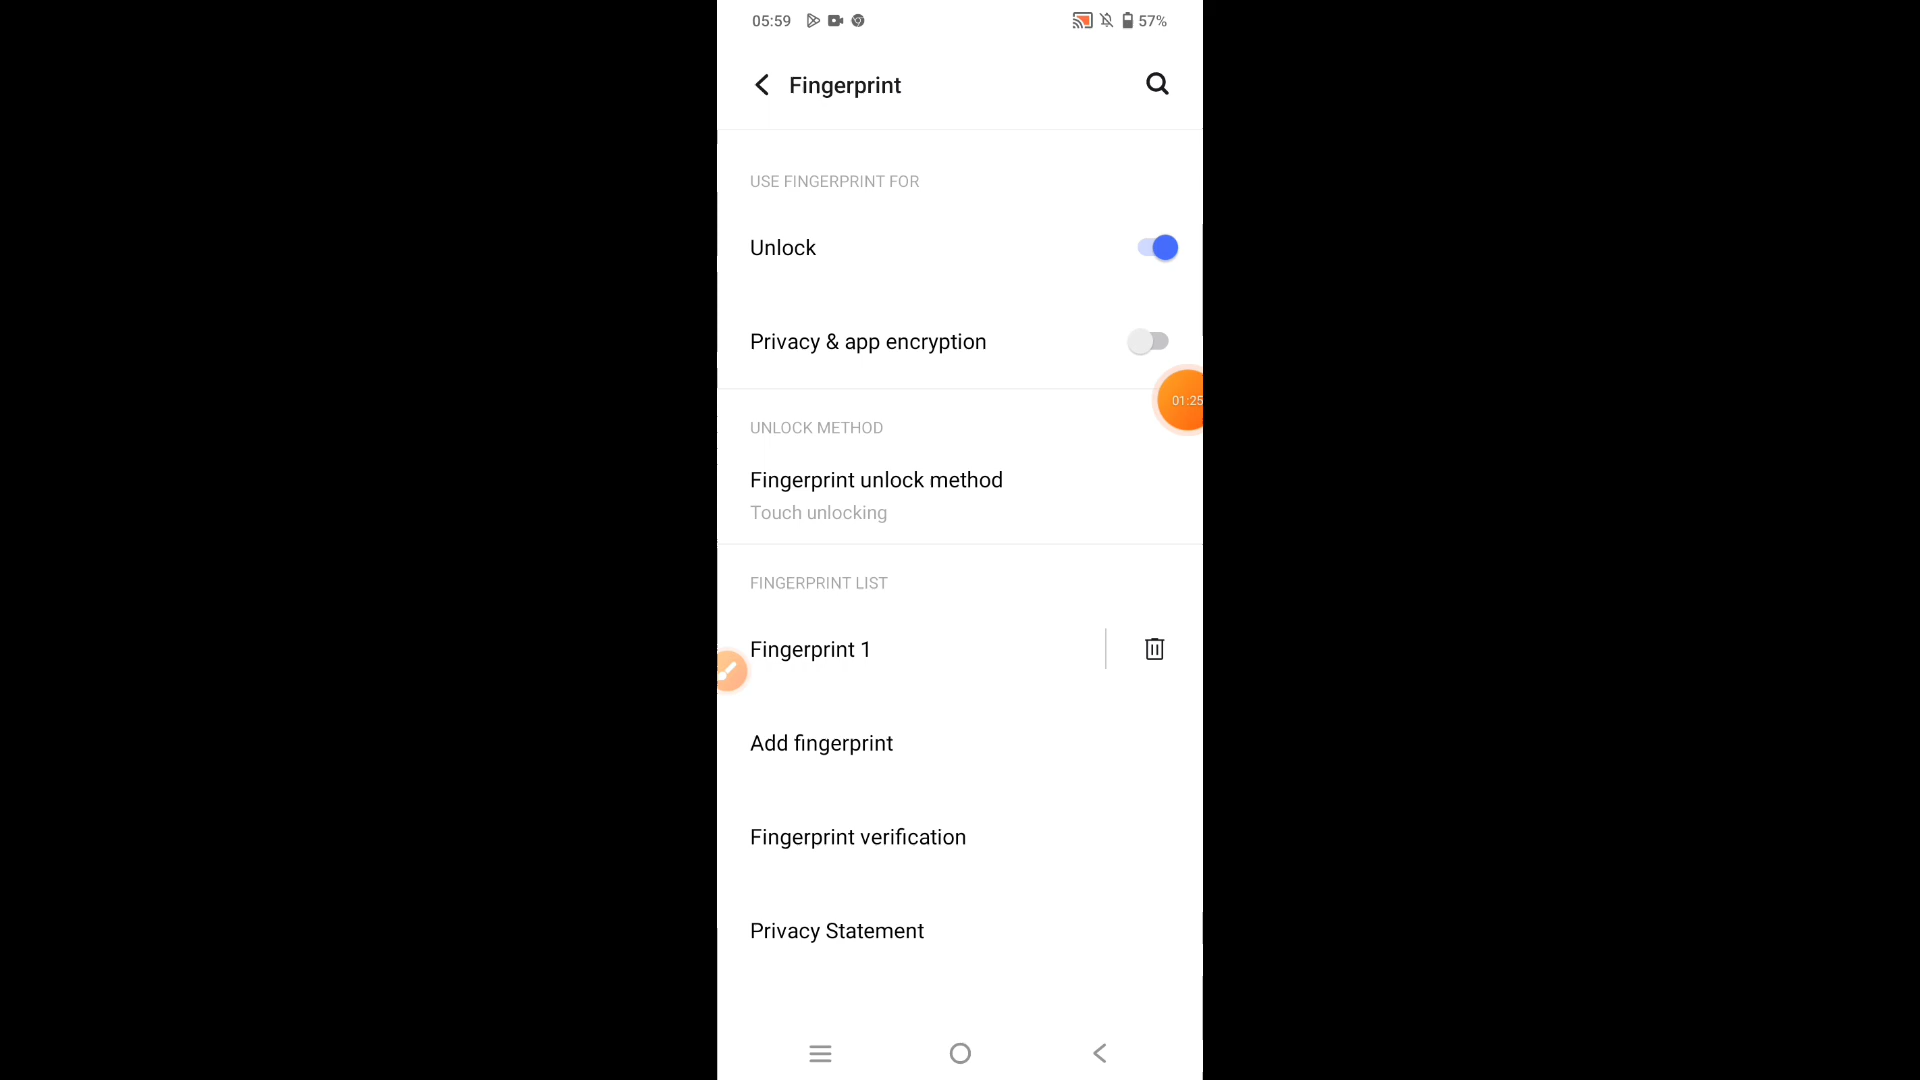 05:59 57%
Fingerprint
USE FINGERPRINT FOR
Unlock
Privacy & app encryption
01:25
UNLOCK METHOD
Fingerprint unlock method
Touch unlocking
FINGERPRINT LIST
Fingerprint 1
Add fingerprint
Fingerprint verification
Privacy Statement